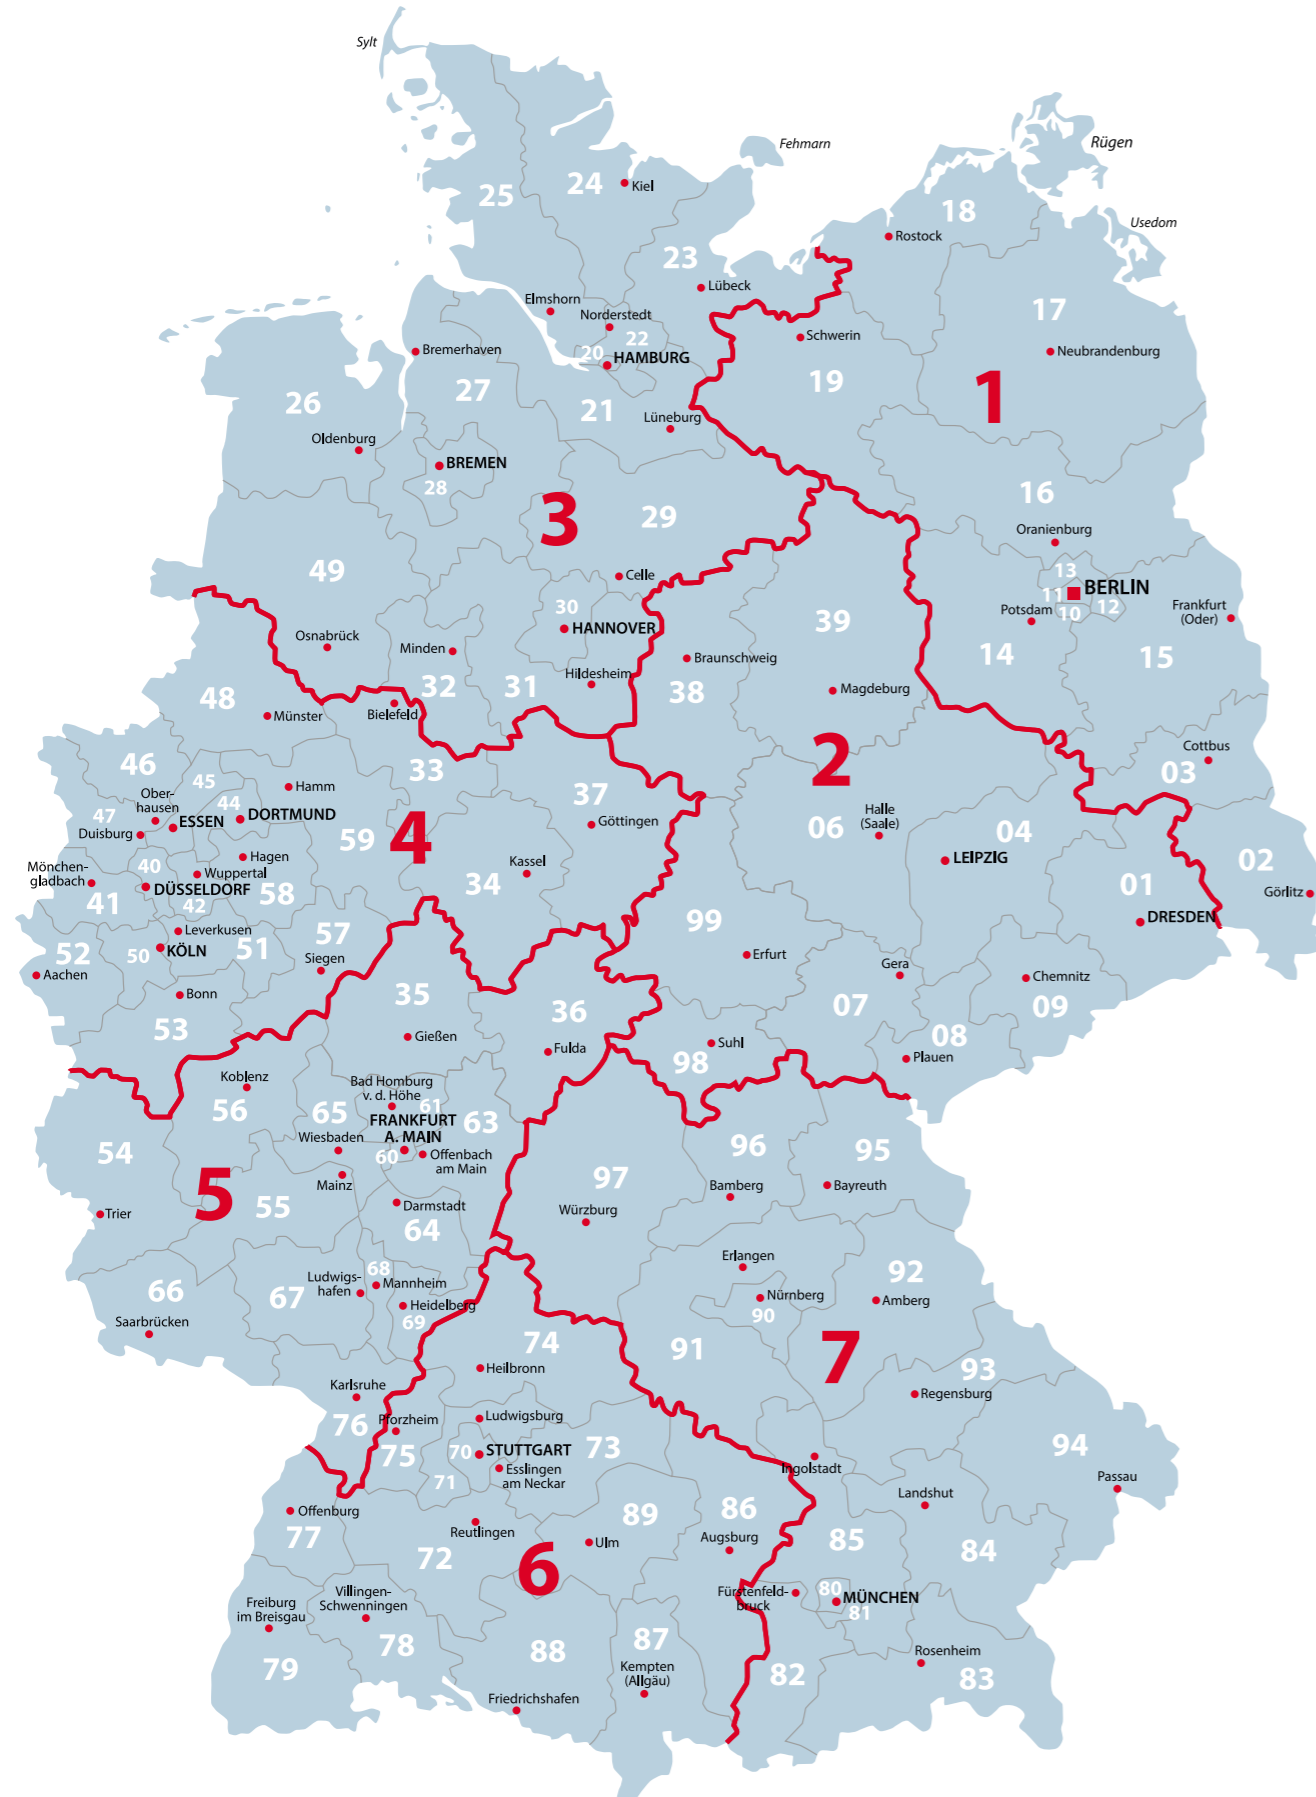 Sylt
Fehmarn
Rügen
Usedom
25
24
Kiel
18
Rostock
23
Lübeck
17
Neubrandenburg
Elmshorn
Norderstedt
22
20
HAMBURG
Schwerin
19
1
Bremerhaven
27
26
21
Lüneburg
Oldenburg
BREMEN
28
3
29
16
Oranienburg
13
BERLIN
11
10
12
Potsdam
Frankfurt
(Oder)
49
Celle
30
HANNOVER
39
14
15
Osnabrück
Minden
32
31
Hildesheim
Braunschweig
38
Magdeburg
48
Münster
Bielefeld
33
2
Cottbus
03
46
45
Hamm
Ober-
hausen
44
47
ESSEN
DORTMUND
Duisburg
37
Göttingen
06
Halle
(Saale)
04
LEIPZIG
59
4
Kassel
34
Mönchen-
gladbach
40
Hagen
Wuppertal
DÜSSELDORF
58
41
42
01
DRESDEN
02
Görlitz
52
Leverkusen
50
KÖLN
51
57
Siegen
Aachen
Bonn
53
99
Erfurt
Gera
Chemnitz
07
09
08
Plauen
35
Gießen
36
Fulda
Suhl
98
Koblenz
56
Bad Homburg
v. d. Höhe
61
65
63
FRANKFURT
A. MAIN
Wiesbaden
60
Offenbach
am Main
Mainz
54
Trier
5
55
Darmstadt
64
97
Würzburg
96
Bamberg
95
Bayreuth
Erlangen
Nürnberg
90
92
Amberg
66
Saarbrücken
67
Ludwigs-
hafen
68
Mannheim
Heidelberg
69
74
Heilbronn
91
7
93
Regensburg
Karlsruhe
76
Pforzheim
75
Ludwigsburg
70
STUTTGART
71
Esslingen
am Neckar
73
Ingolstadt
94
Passau
Offenburg
77
Reutlingen
72
6
89
Ulm
86
Augsburg
85
Landshut
84
Freiburg
im Breisgau
79
Villingen-
Schwenningen
78
88
Friedrichshafen
87
Kempten
(Allgäu)
Fürstenfeld-
bruck
80
MÜNCHEN
81
82
Rosenheim
83